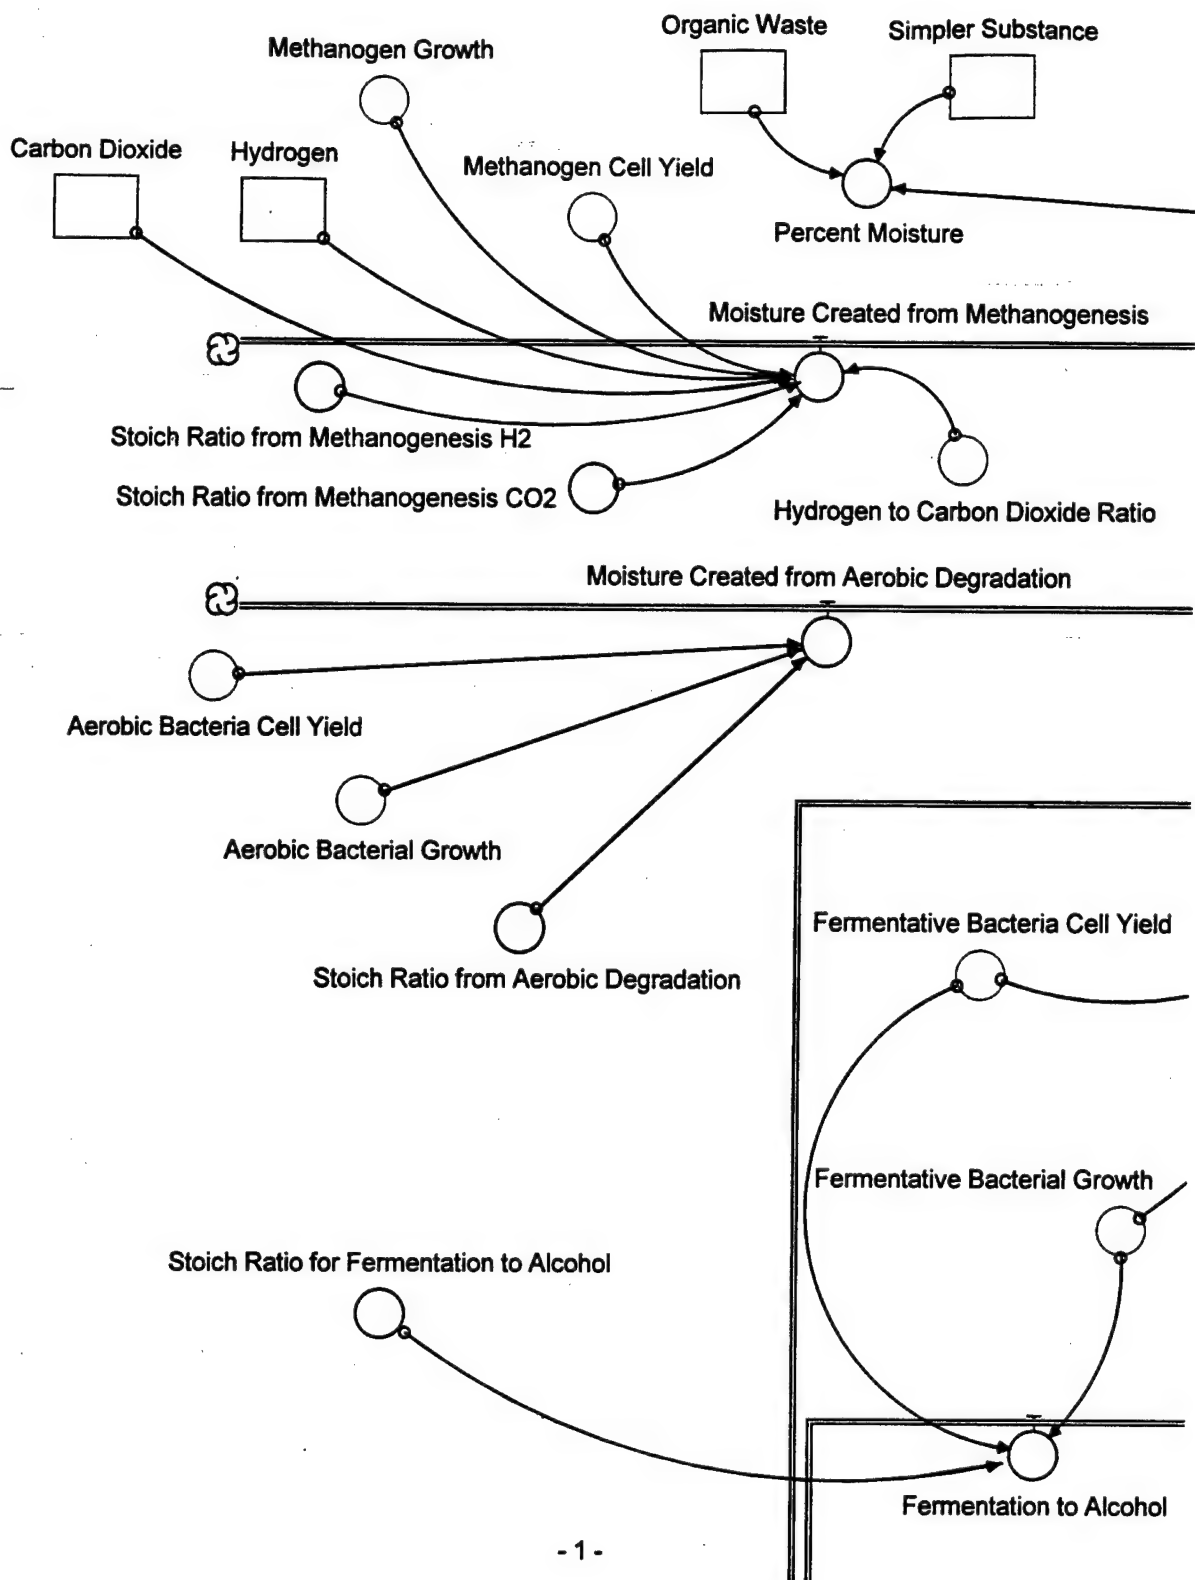 Organic Waste
Simpler Substance
Methanogen Growth
Carbon Dioxide
Hydrogen
Methanogen Cell Yield
Percent Moisture
Moisture Created from Methanogenesis
Stoich Ratio from Methanogenesis H2
Stoich Ratio from Methanogenesis CO2
Hydrogen to Carbon Dioxide Ratio
Moisture Created from Aerobic Degradation
Aerobic Bacteria Cell Yield
Aerobic Bacterial Growth
Fermentative Bacteria Cell Yield
Stoich Ratio from Aerobic Degradation
Fermentative Bacterial Growth
Stoich Ratio for Fermentation to Alcohol
Fermentation to Alcohol
- 1 -